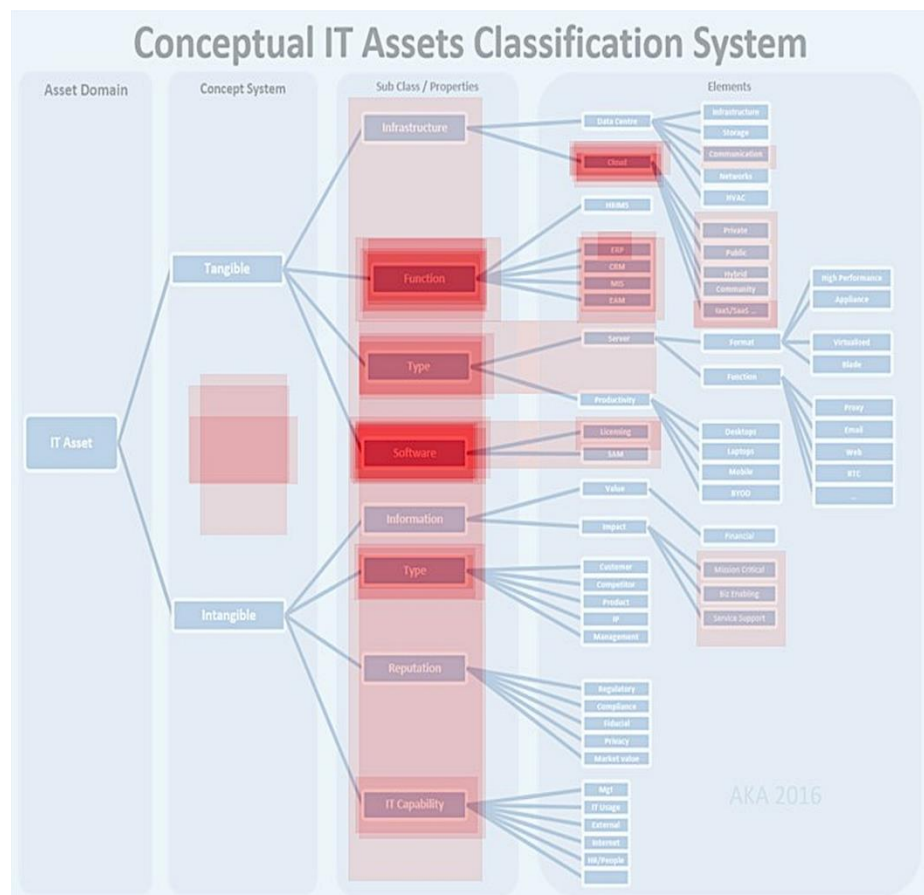 Conceptual IT Assets Classification System
Asset Domain
Concept System
Sub Class / Properties
Elements
IT Asset
Tangible
Intangible
Infrastructure
Function
Type
Software
Information
Type
Reputation
IT Capability
Data Centre
Cloud
HRIMS
ERP
CRM
MIS
EAM
Server
Productivity
Licensing
SAM
Value
Impact
Customer
Competitor
Product
IP
Management
Regulatory
Compliance
Fiducial
Privacy
Market value
Mgt
IT Usage
External
Internet
HR/People
Infrastructure
Storage
Communication
Networks
HVAC
Private
Public
Hybrid
Community
IaaS/SaaS ...
Format
Function
Desktops
Laptops
Mobile
BYOD
Financial
Mission Critical
Biz Enabling
Service Support
High Performance
Appliance
Virtualised
Blade
Proxy
Email
Web
BTC
...
AKA 2016